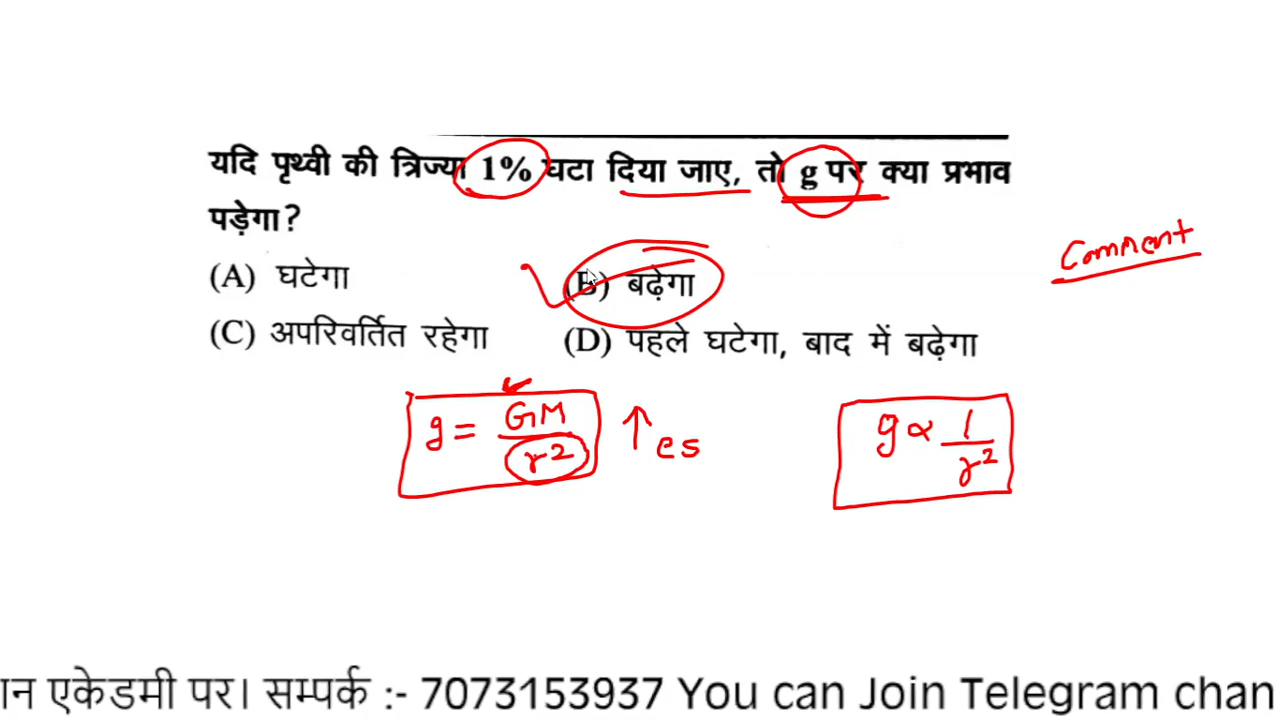 यदि पृथ्वी की त्रिज्या 1% घटा दिया जाए, तो g पर क्या प्रभाव
पड़ेगा?
Comment
(A) घटेगा (B) बढ़ेगा
(C) अपरिवर्तित रहेगा (D) पहले घटेगा, बाद में बढ़ेगा
g = GM/r² ↑es g ∝ 1/r²
ान एकेडमी पर। सम्पर्क :- 7073153937 You can Join Telegram chan